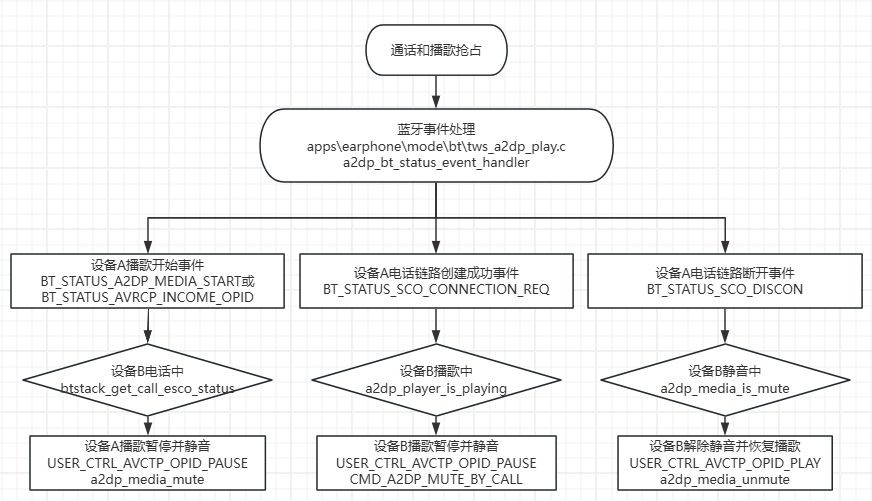 通话和播歌抢占
蓝牙事件处理
apps\earphone\mode\bt\tws_a2dp_play.c
a2dp_bt_status_event_handler
设备A播歌开始事件
BT_STATUS_A2DP_MEDIA_START或
BT_STATUS_AVRCP_INCOME_OPID
设备A电话链路创建成功事件
BT_STATUS_SCO_CONNECTION_REQ
设备A电话链路断开事件
BT_STATUS_SCO_DISCON
设备B电话中
btstack_get_call_esco_status
设备B播歌中
a2dp_player_is_playing
设备B静音中
a2dp_media_is_mute
设备A播歌暂停并静音
USER_CTRL_AVCTP_OPID_PAUSE
a2dp_media_mute
设备B播歌暂停并静音
USER_CTRL_AVCTP_OPID_PAUSE
CMD_A2DP_MUTE_BY_CALL
设备B解除静音并恢复播歌
USER_CTRL_AVCTP_OPID_PLAY
a2dp_media_unmute